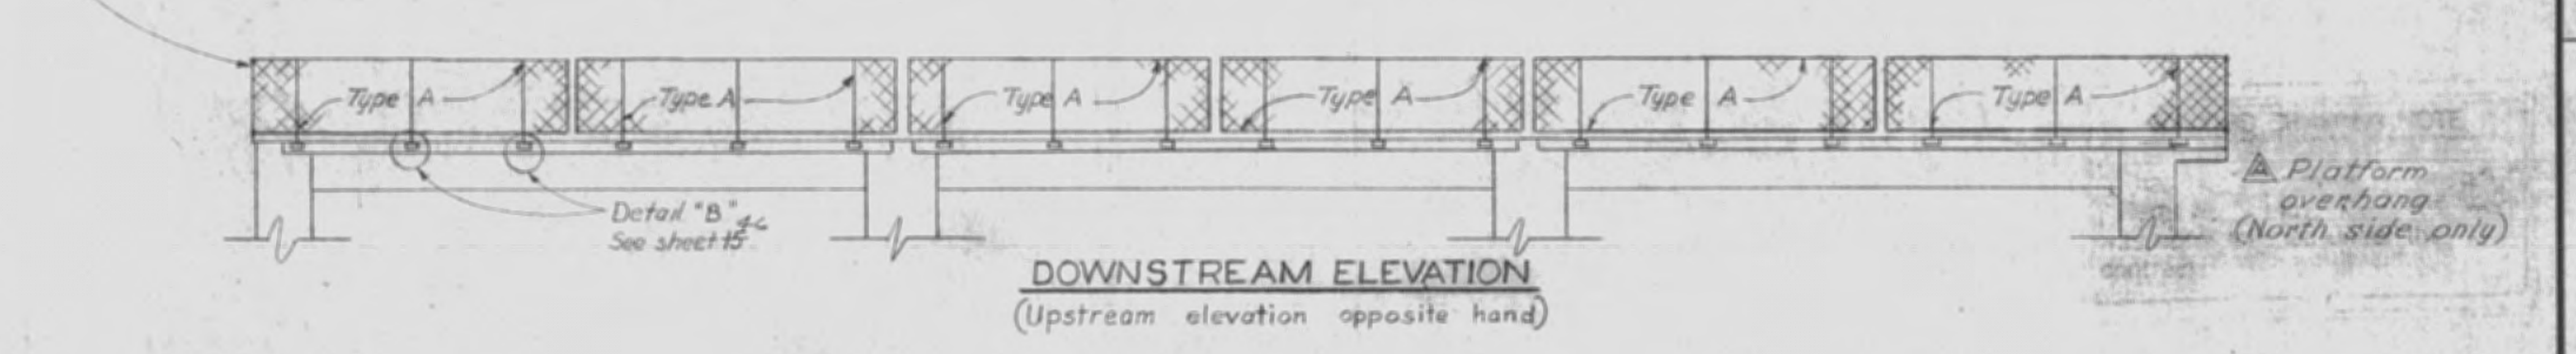 Type A
Type A
Type A
Type A
Type A
Type A
NOTE
Platform
overhang
(North side only)
Detail "B"
See sheet 15
DOWNSTREAM ELEVATION
(Upstream elevation opposite hand)